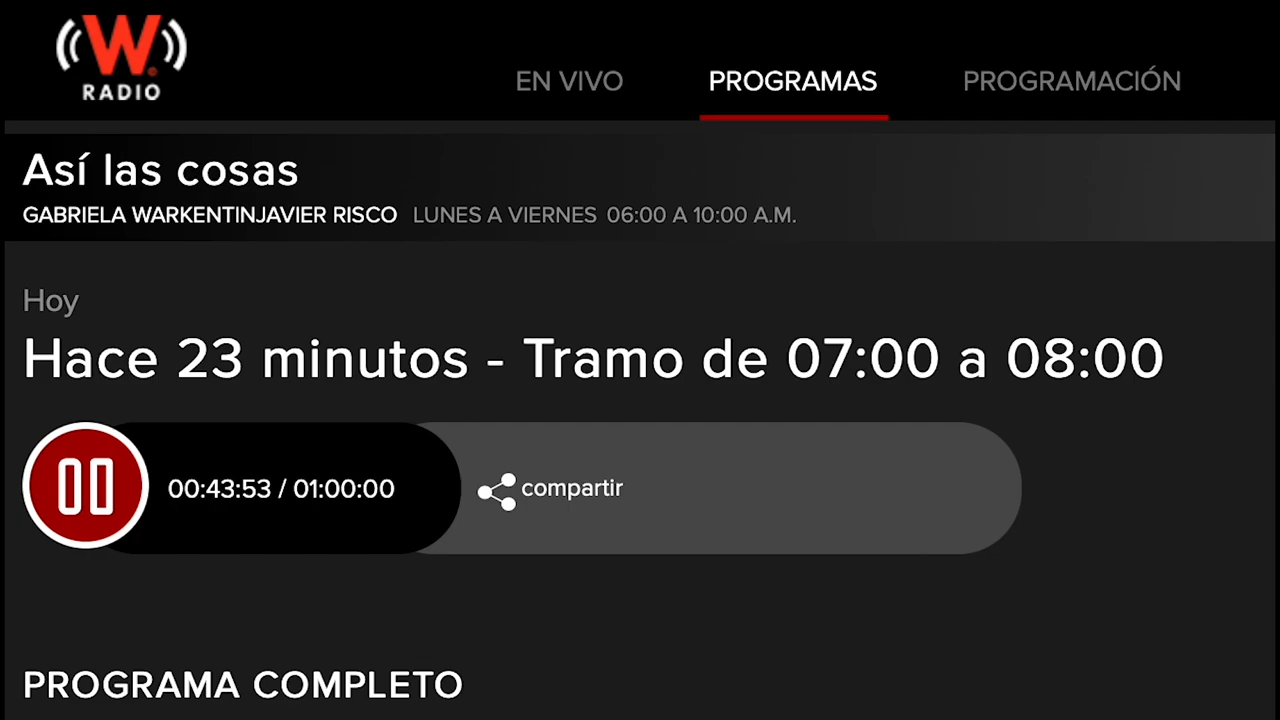 W
RADIO
EN VIVO PROGRAMAS PROGRAMACIÓN
Así las cosas
GABRIELA WARKENTINJAVIER RISCO LUNES A VIERNES 06:00 A 10:00 A.M.
Hoy
Hace 23 minutos - Tramo de 07:00 a 08:00
00:43:53 / 01:00:00 compartir
PROGRAMA COMPLETO